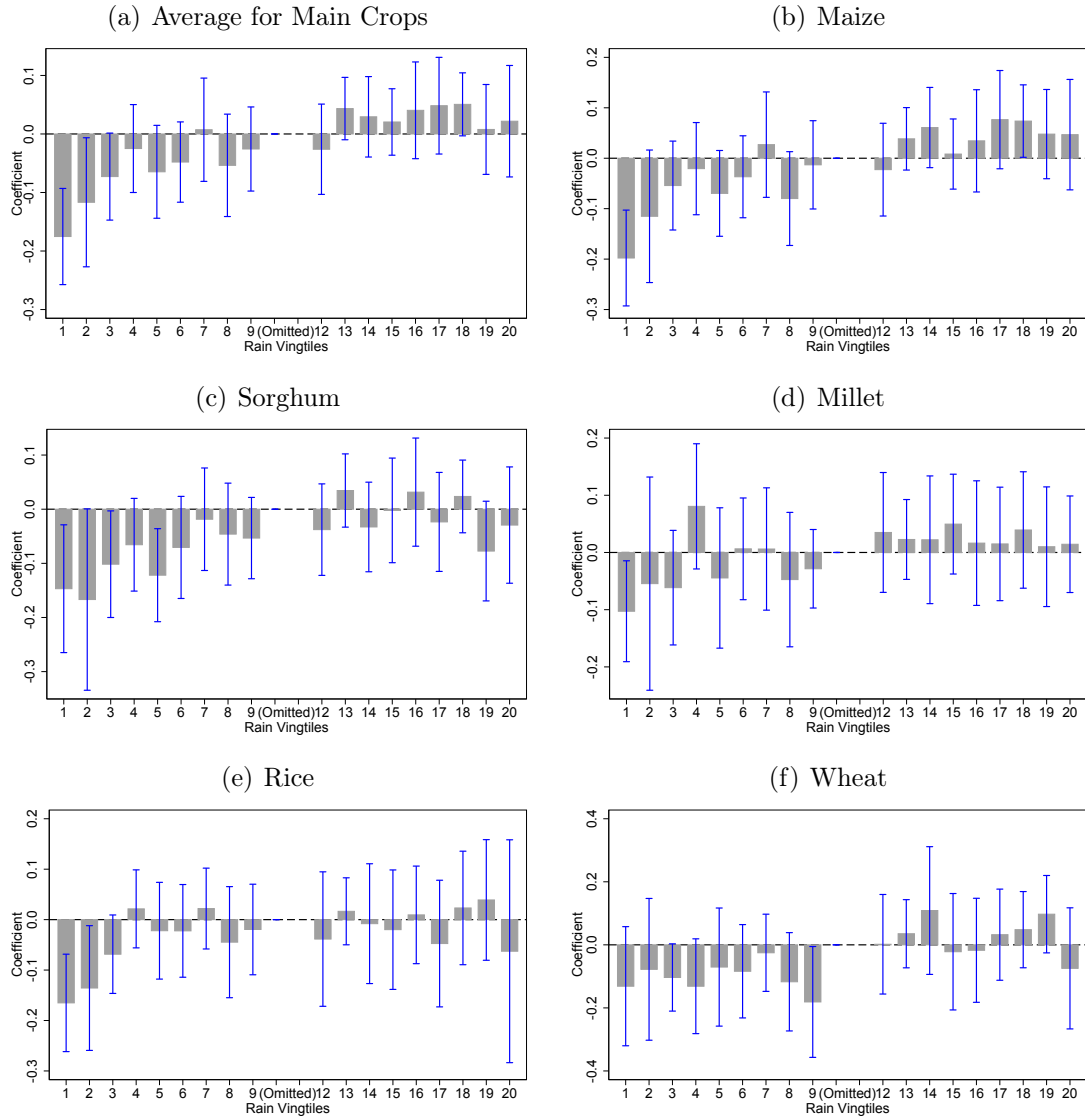 (a) Average for Main Crops
Coefficient
0.1
0.0
-0.1
-0.2
-0.3
1 2 3 4 5 6 7 8 9 (Omitted) 12 13 14 15 16 17 18 19 20
Rain Vingtiles
(b) Maize
Coefficient
0.2
0.1
0.0
-0.1
-0.2
-0.3
1 2 3 4 5 6 7 8 9 (Omitted) 12 13 14 15 16 17 18 19 20
Rain Vingtiles
(c) Sorghum
Coefficient
0.1
0.0
-0.1
-0.2
-0.3
1 2 3 4 5 6 7 8 9 (Omitted) 12 13 14 15 16 17 18 19 20
Rain Vingtiles
(d) Millet
Coefficient
0.2
0.1
0.0
-0.1
-0.2
1 2 3 4 5 6 7 8 9 (Omitted) 12 13 14 15 16 17 18 19 20
Rain Vingtiles
(e) Rice
Coefficient
0.2
0.1
0.0
-0.1
-0.2
-0.3
1 2 3 4 5 6 7 8 9 (Omitted) 12 13 14 15 16 17 18 19 20
Rain Vingtiles
(f) Wheat
Coefficient
0.4
0.2
0.0
-0.2
-0.4
1 2 3 4 5 6 7 8 9 (Omitted) 12 13 14 15 16 17 18 19 20
Rain Vingtiles